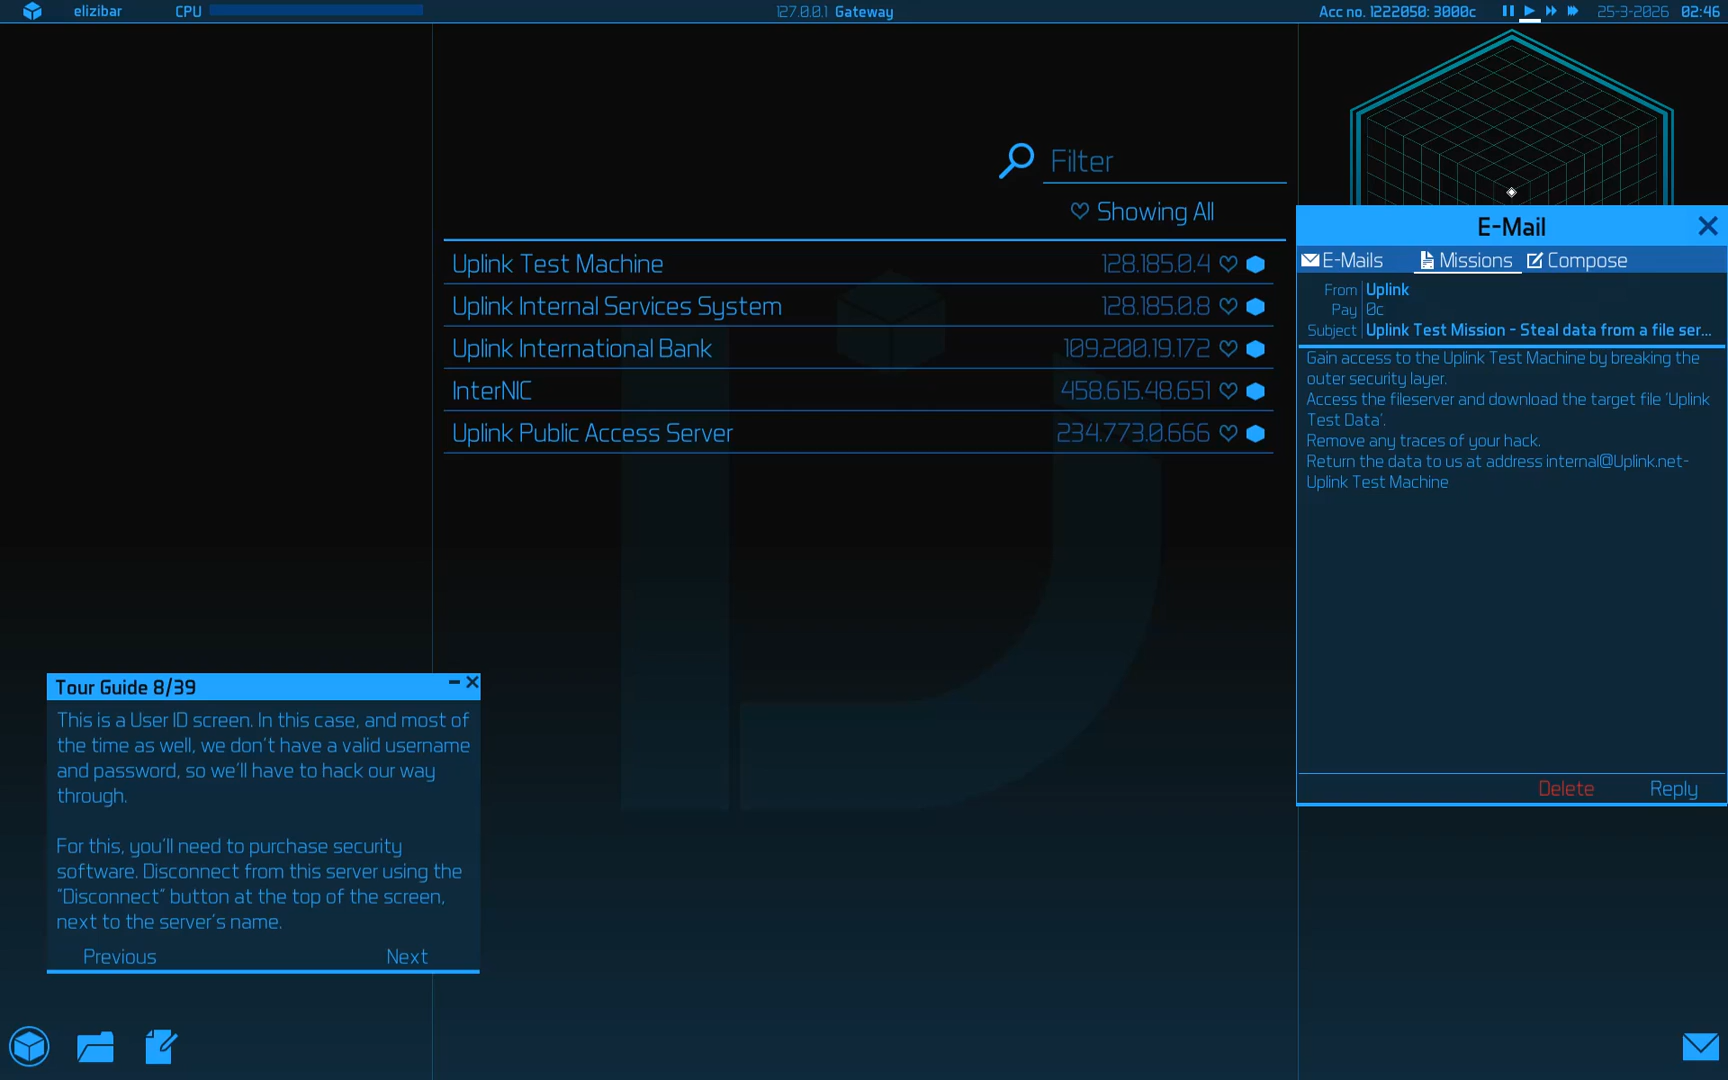 elizibar CPU 127.0.0.1 Gateway Acc no. 1222050: 3000c 25-3-2026 02:46
Filter
Showing All
Uplink Test Machine 128.185.0.4
Uplink Internal Services System 128.185.0.8
Uplink International Bank 109.200.19.172
InterNIC 458.615.48.651
Uplink Public Access Server 234.773.0.666
E-Mail
E-Mails Missions Compose
From Uplink
Pay 0c
Subject Uplink Test Mission - Steal data from a file ser...
Gain access to the Uplink Test Machine by breaking the
outer security layer.
Access the fileserver and download the target file 'Uplink
Test Data'.
Remove any traces of your hack.
Return the data to us at address internal@Uplink.net-
Uplink Test Machine
Delete Reply
Tour Guide 8/39
This is a User ID screen. In this case, and most of
the time as well, we don't have a valid username
and password, so we'll have to hack our way
through.
For this, you'll need to purchase security
software. Disconnect from this server using the
"Disconnect" button at the top of the screen,
next to the server's name.
Previous Next